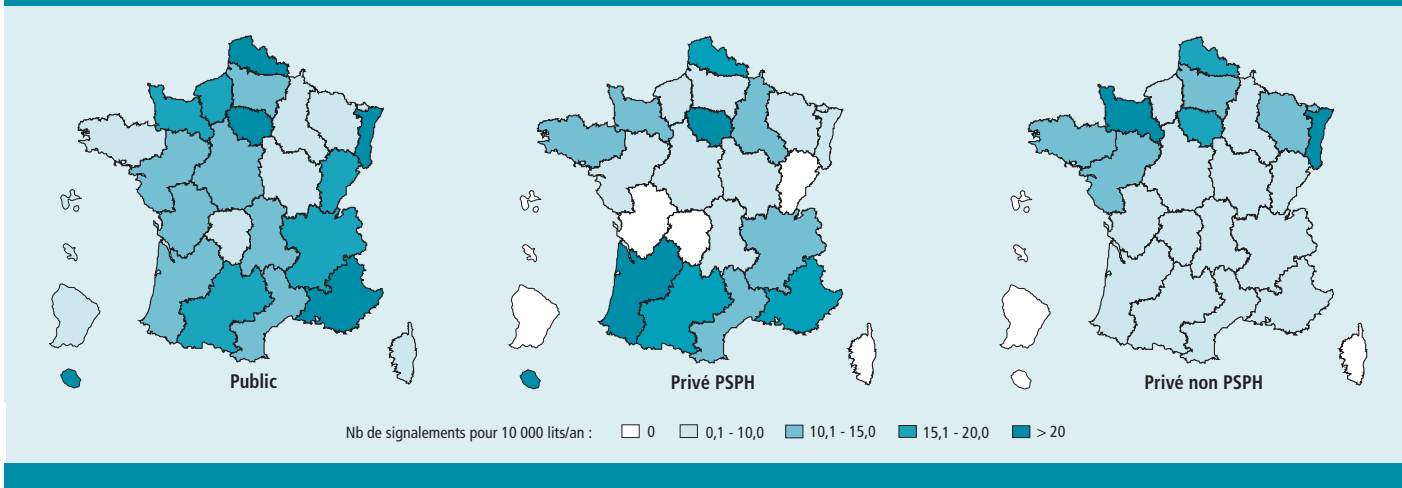 Public
Privé PSPH
Privé non PSPH
Nb de signalements pour 10 000 lits/an : 0 0,1 - 10,0 10,1 - 15,0 15,1 - 20,0 > 20